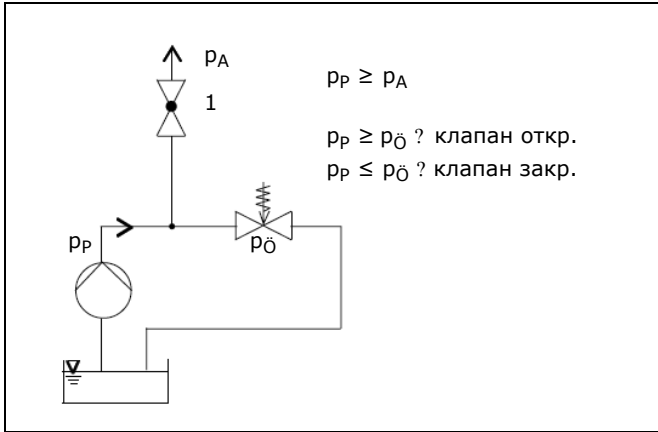 pA
1
pP ≥ pA
pP ≥ pÖ ? клапан откр.
pP ≤ pÖ ? клапан закр.
pP
pÖ